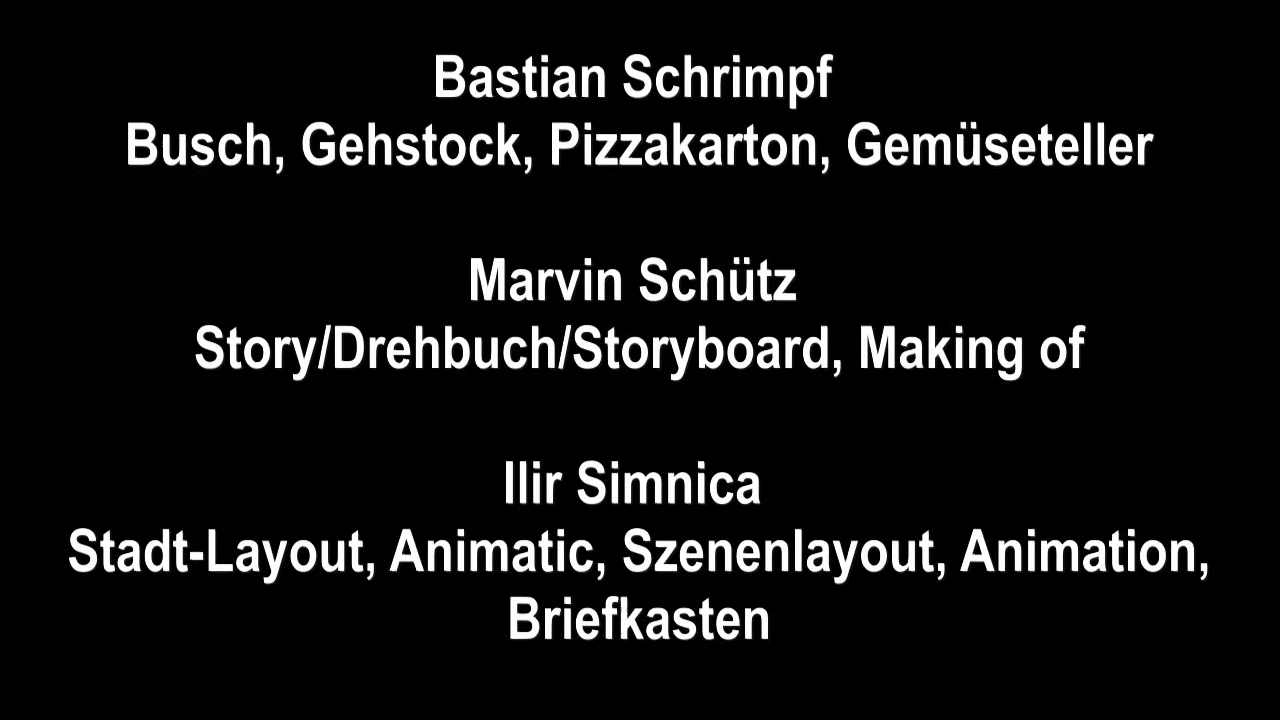 Bastian Schrimpf
Busch, Gehstock, Pizzakarton, Gemüseteller
Marvin Schütz
Story/Drehbuch/Storyboard, Making of
Ilir Simnica
Stadt-Layout, Animatic, Szenenlayout, Animation,
Briefkasten